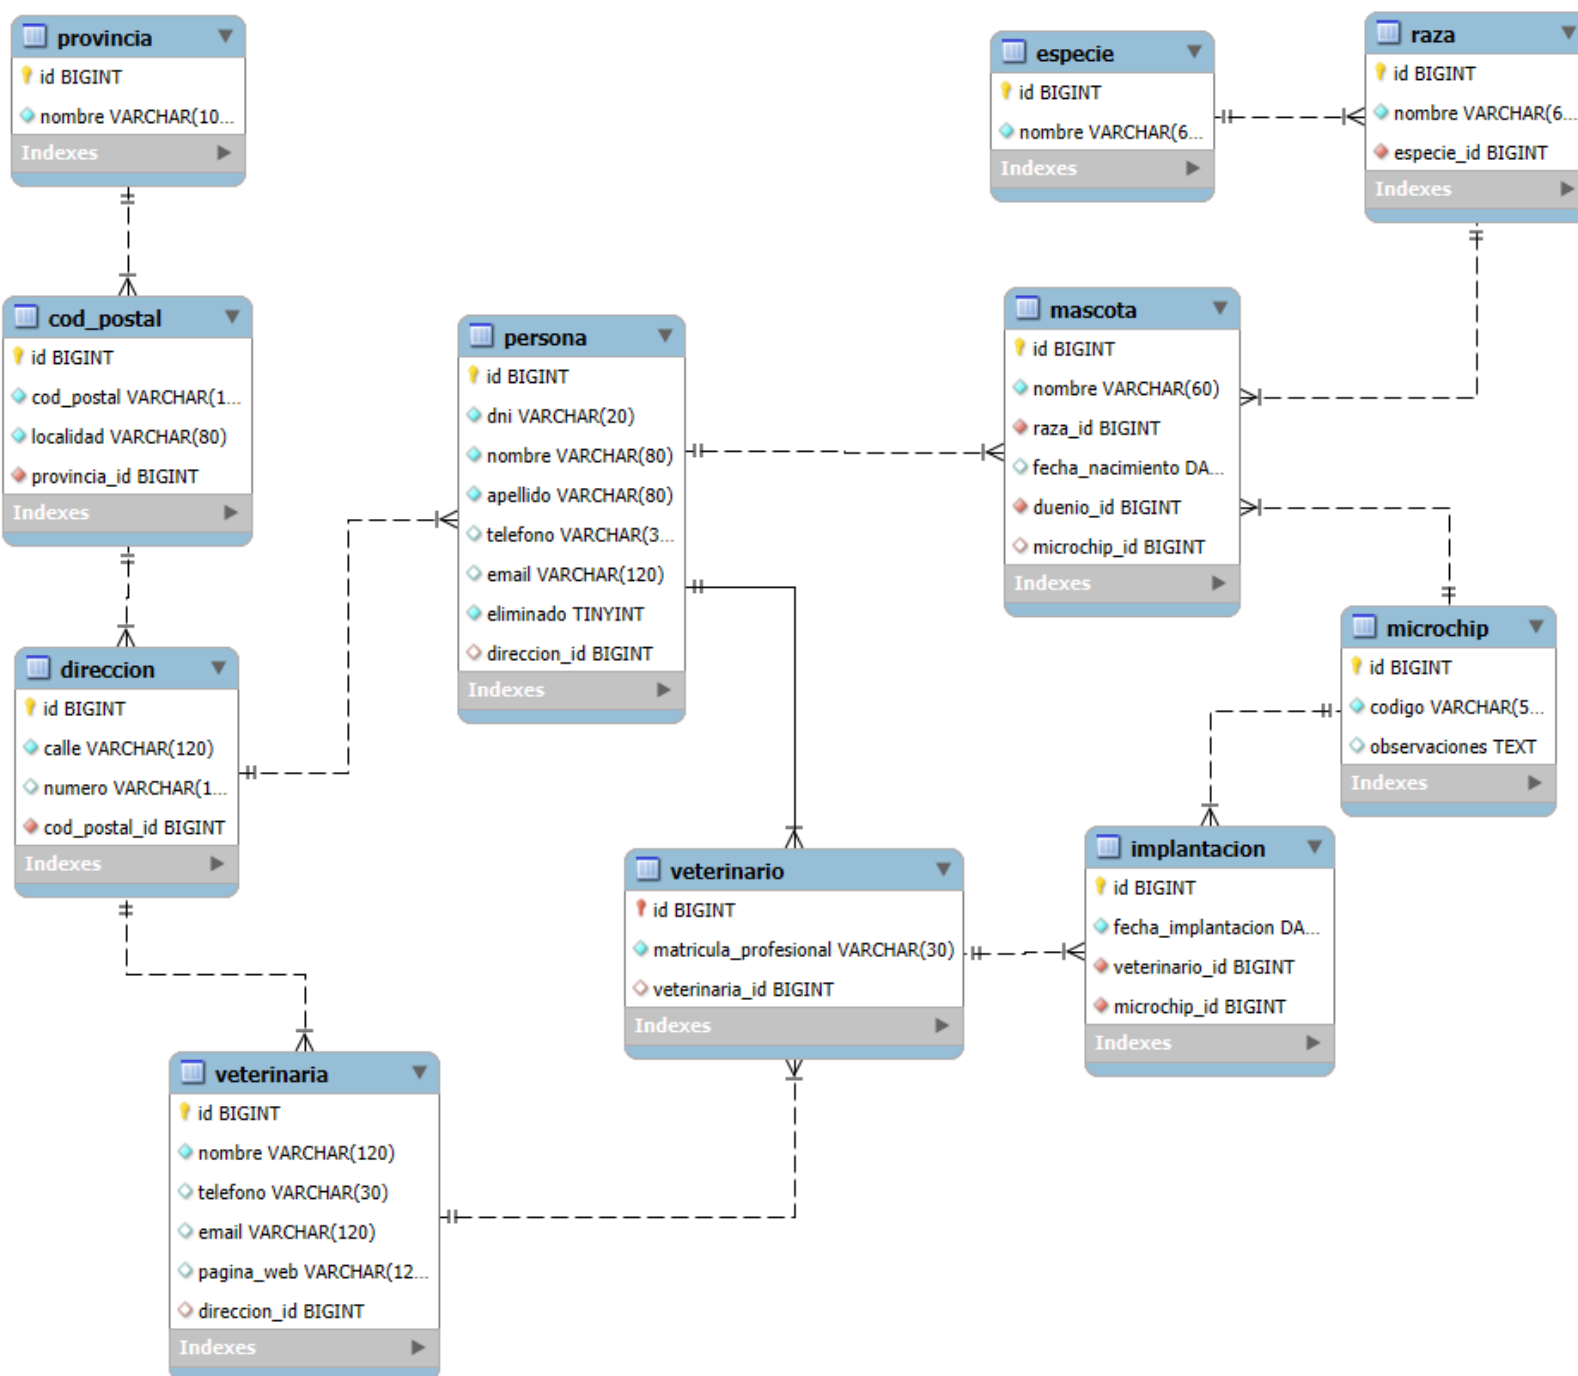 provincia
id BIGINT
nombre VARCHAR(10...
Indexes
cod_postal
id BIGINT
cod_postal VARCHAR(1...
localidad VARCHAR(80)
provincia_id BIGINT
Indexes
direccion
id BIGINT
calle VARCHAR(120)
numero VARCHAR(1...
cod_postal_id BIGINT
Indexes
veterinaria
id BIGINT
nombre VARCHAR(120)
telefono VARCHAR(30)
email VARCHAR(120)
pagina_web VARCHAR(12...
direccion_id BIGINT
Indexes
persona
id BIGINT
dni VARCHAR(20)
nombre VARCHAR(80)
apellido VARCHAR(80)
telefono VARCHAR(3...
email VARCHAR(120)
eliminado TINYINT
direccion_id BIGINT
Indexes
veterinario
id BIGINT
matricula_profesional VARCHAR(30)
veterinaria_id BIGINT
Indexes
especie
id BIGINT
nombre VARCHAR(6...
Indexes
raza
id BIGINT
nombre VARCHAR(6...
especie_id BIGINT
Indexes
mascota
id BIGINT
nombre VARCHAR(60)
raza_id BIGINT
fecha_nacimiento DA...
duenio_id BIGINT
microchip_id BIGINT
Indexes
microchip
id BIGINT
codigo VARCHAR(5...
observaciones TEXT
Indexes
implantacion
id BIGINT
fecha_implantacion DA...
veterinario_id BIGINT
microchip_id BIGINT
Indexes